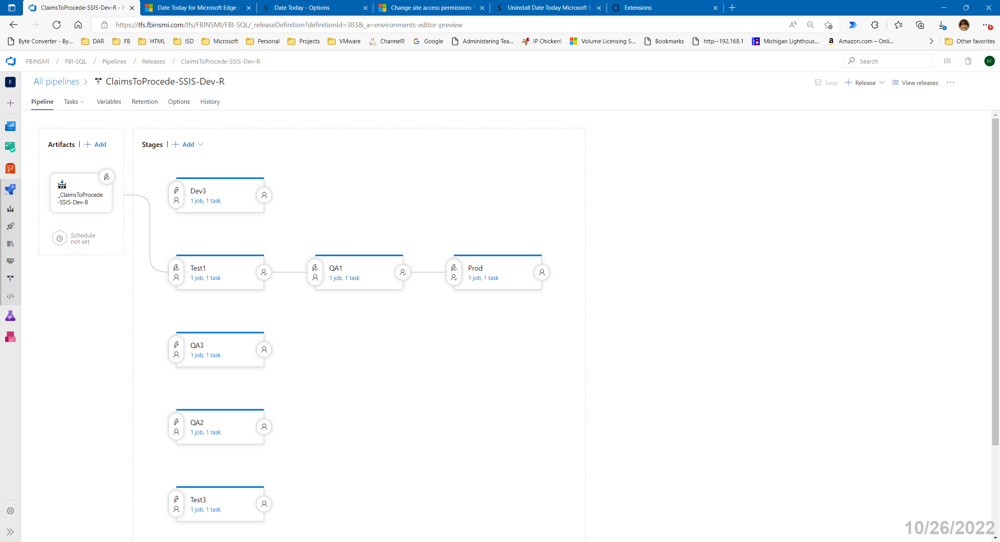 ClaimsToProcede-SSIS-Dev-R - P
Date Today for Microsoft Edge -
Date Today - Options
Change site access permissions f
Uninstall Date Today Microsoft E
Extensions
https://tfs.fbinsmi.com/tfs/FBINSMI/FBI-SQL/_releaseDefinition?definitionId=383&_a=environments-editor-preview
Byte Converter - By...
DAR
FB
HTML
ISD
Microsoft
Personal
Projects
VMware
Channel9
Google
Administering Tea...
IP Chicken!
Volume Licensing S...
Bookmarks
http--192.168.1
Michigan Lighthous...
Amazon.com – Onli...
Other favorites
FBINSMI / FBI-SQL / Pipelines / Releases / ClaimsToProcede-SSIS-Dev-R
Search
DC
F
All pipelines > ClaimsToProcede-SSIS-Dev-R
Save
Release
View releases
Pipeline
Tasks
Variables
Retention
Options
History
Artifacts | + Add
Stages | + Add
_ClaimsToProcede
-SSIS-Dev-B
Schedule
not set
Dev3
1 job, 1 task
Test1
1 job, 1 task
QA1
1 job, 1 task
Prod
1 job, 1 task
QA3
1 job, 1 task
QA2
1 job, 1 task
Test3
1 job, 1 task
10/26/2022